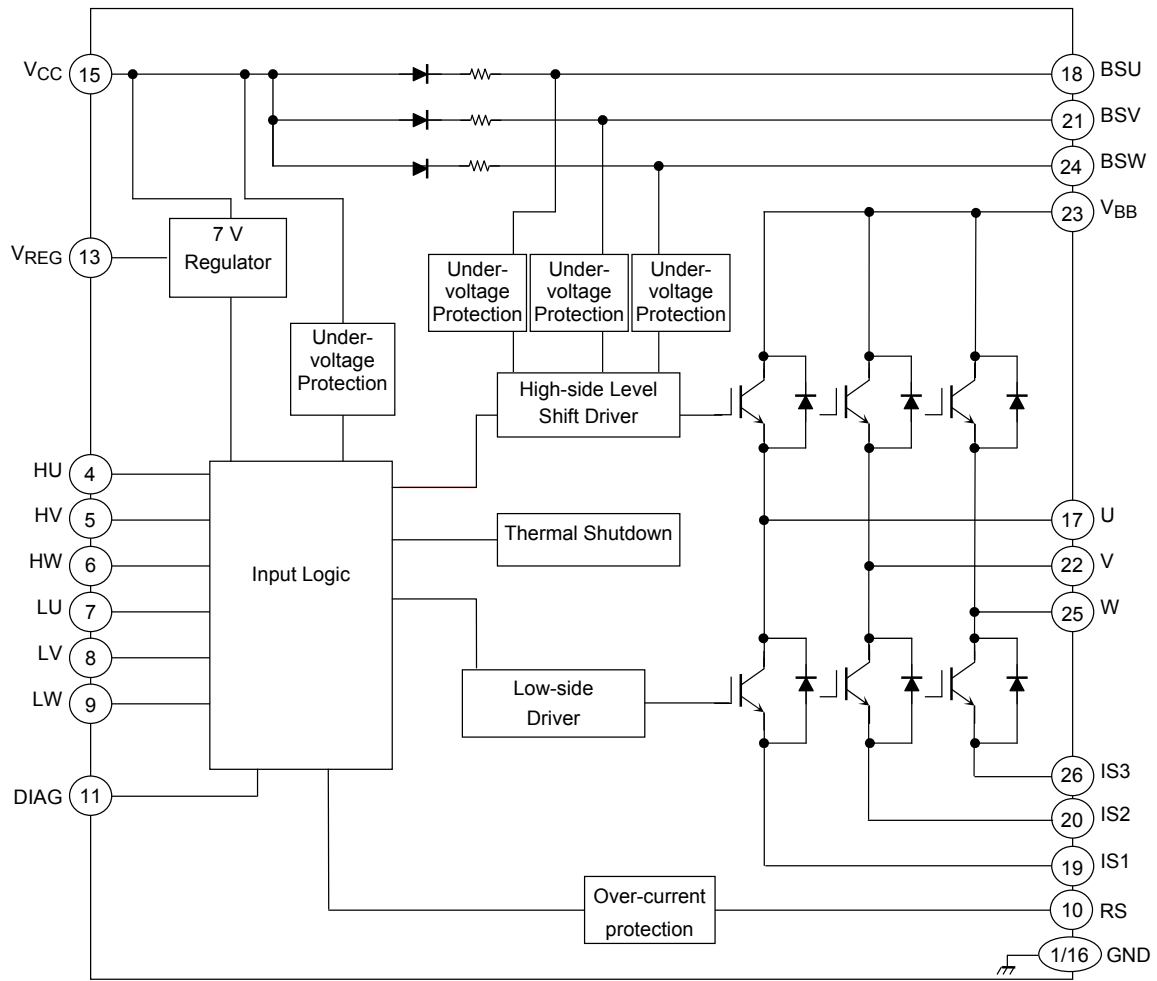 VCC 15
18 BSU
21 BSV
24 BSW
23 VBB
VREG 13
7 V
Regulator
Under-
voltage
Protection
Under-
voltage
Protection
Under-
voltage
Protection
Under-
voltage
Protection
High-side Level
Shift Driver
HU 4
HV 5
HW 6
LU 7
LV 8
LW 9
DIAG 11
Input Logic
Thermal Shutdown
Low-side
Driver
17 U
22 V
25 W
26 IS3
20 IS2
19 IS1
Over-current
protection
10 RS
1/16 GND